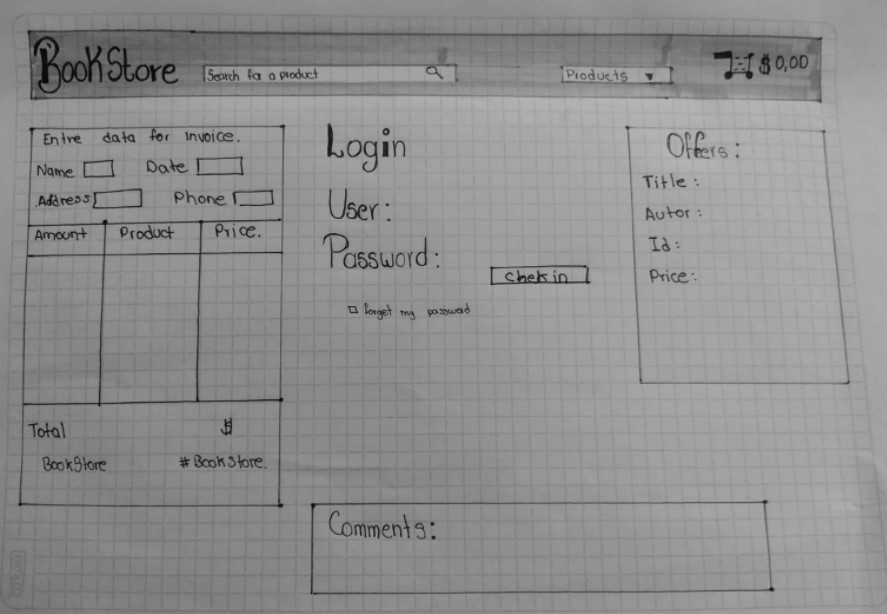 BookStore
Search for a product
Products
$0,00
Entre data for invoice.
Name Date
Address Phone
Amount Product Price.
Total $
BookStore #BookStore.
Login
User:
Password:
Chek in
forget my password
Offers:
Title:
Autor:
Id:
Price:
Comments: